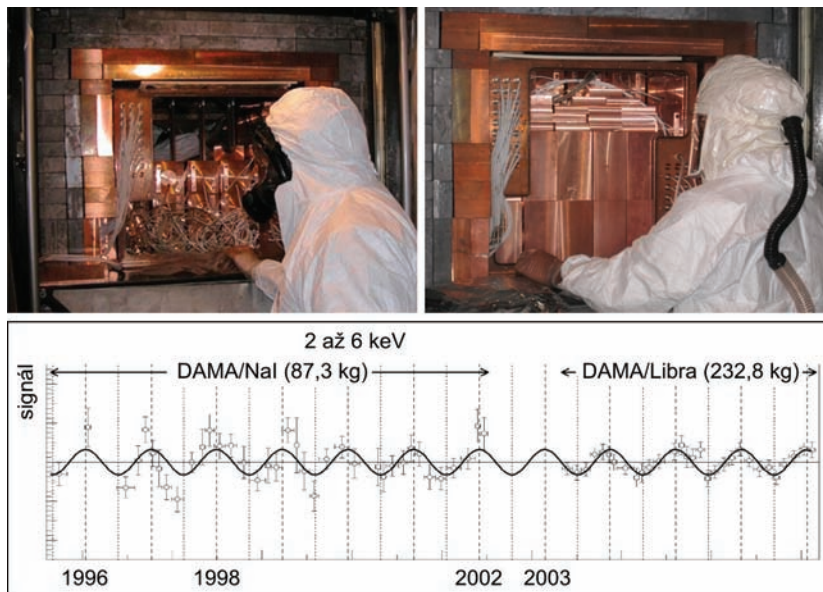 2 až 6 keV
DAMA/NaI (87,3 kg)
DAMA/Libra (232,8 kg)
signál
1996
1998
2002
2003